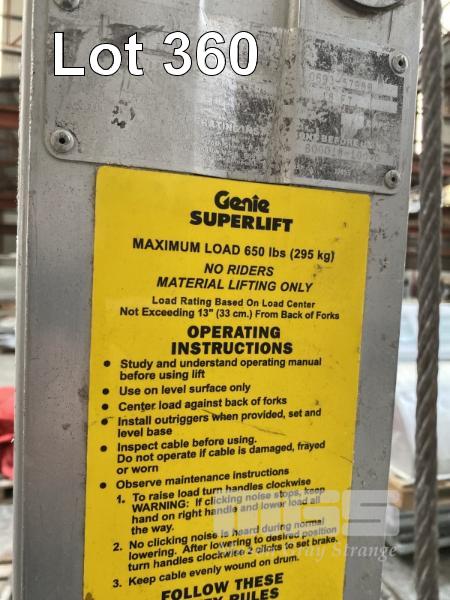 Lot 360
Genie
SUPERLIFT
MAXIMUM LOAD 650 lbs (295 kg)
NO RIDERS
MATERIAL LIFTING ONLY
Load Rating Based On Load Center
Not Exceeding 13" (33 cm.) From Back of Forks
OPERATING
INSTRUCTIONS
• Study and understand operating manual
before using lift
• Use on level surface only
• Center load against back of forks
• Install outriggers when provided, set and
level base
• Inspect cable before using.
Do not operate if cable is damaged, frayed
or worn
• Observe maintenance instructions
1. To raise load turn handles clockwise
WARNING: If clicking noise stops, keep
hand on right handle and lower load all
the way.
2. No clicking noise is heard during normal
lowering. After lowering to desired position
turn handles clockwise 2 clicks to set brake.
3. Keep cable evenly wound on drum.
FOLLOW THESE
RULES